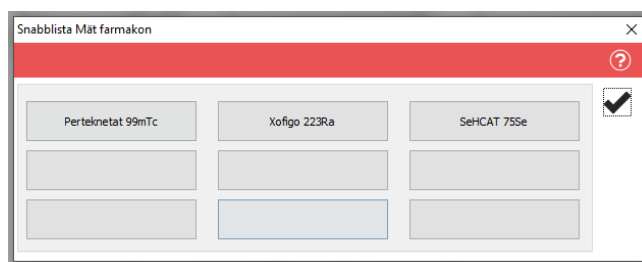 Snabblista Mät farmakon
Perteknetat 99mTc Xofigo 223Ra SeHCAT 75Se